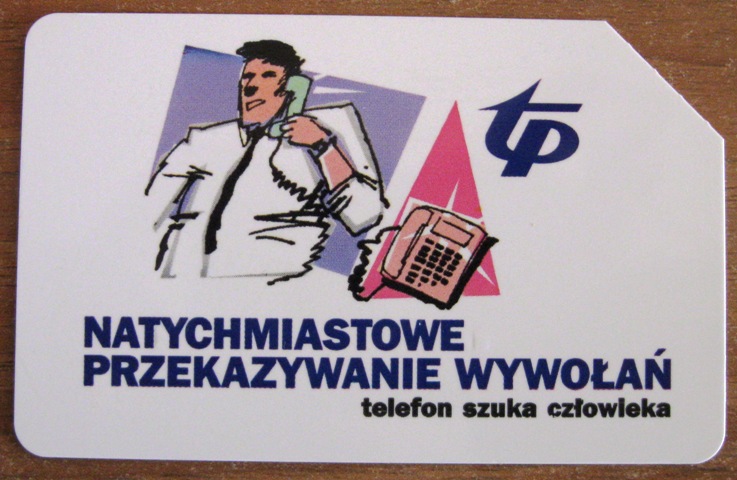 tp
NATYCHMIASTOWE
PRZEKAZYWANIE WYWOŁAŃ
telefon szuka człowieka